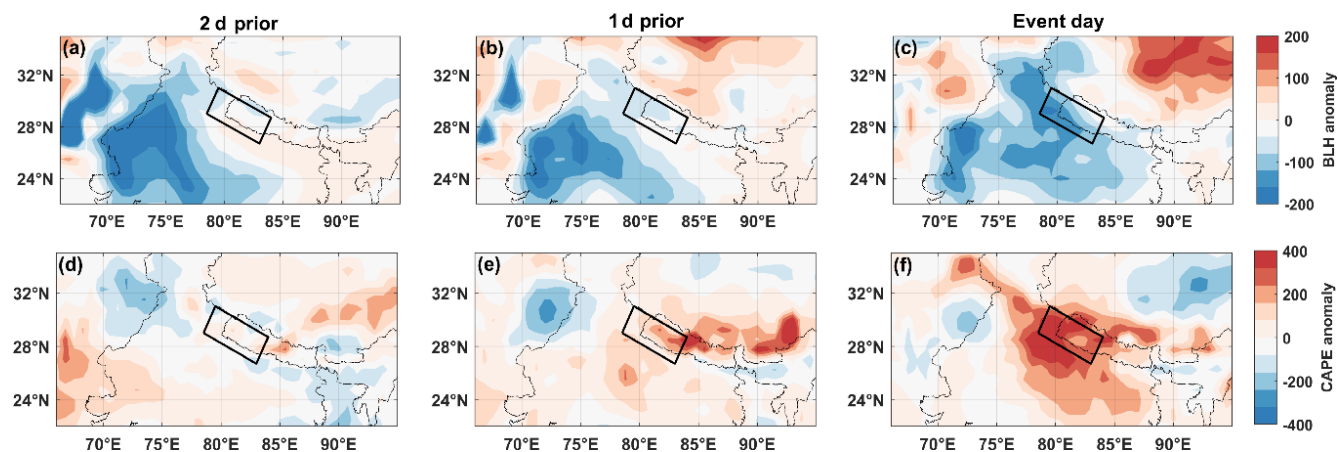 2 d prior
1 d prior
Event day
(a)
(b)
(c)
32°N
28°N
24°N
32°N
28°N
24°N
32°N
28°N
24°N
70°E 75°E 80°E 85°E 90°E
70°E 75°E 80°E 85°E 90°E
70°E 75°E 80°E 85°E 90°E
200
100
0
-100
-200
BLH anomaly
(d)
(e)
(f)
32°N
28°N
24°N
32°N
28°N
24°N
32°N
28°N
24°N
70°E 75°E 80°E 85°E 90°E
70°E 75°E 80°E 85°E 90°E
70°E 75°E 80°E 85°E 90°E
400
200
0
-200
-400
CAPE anomaly